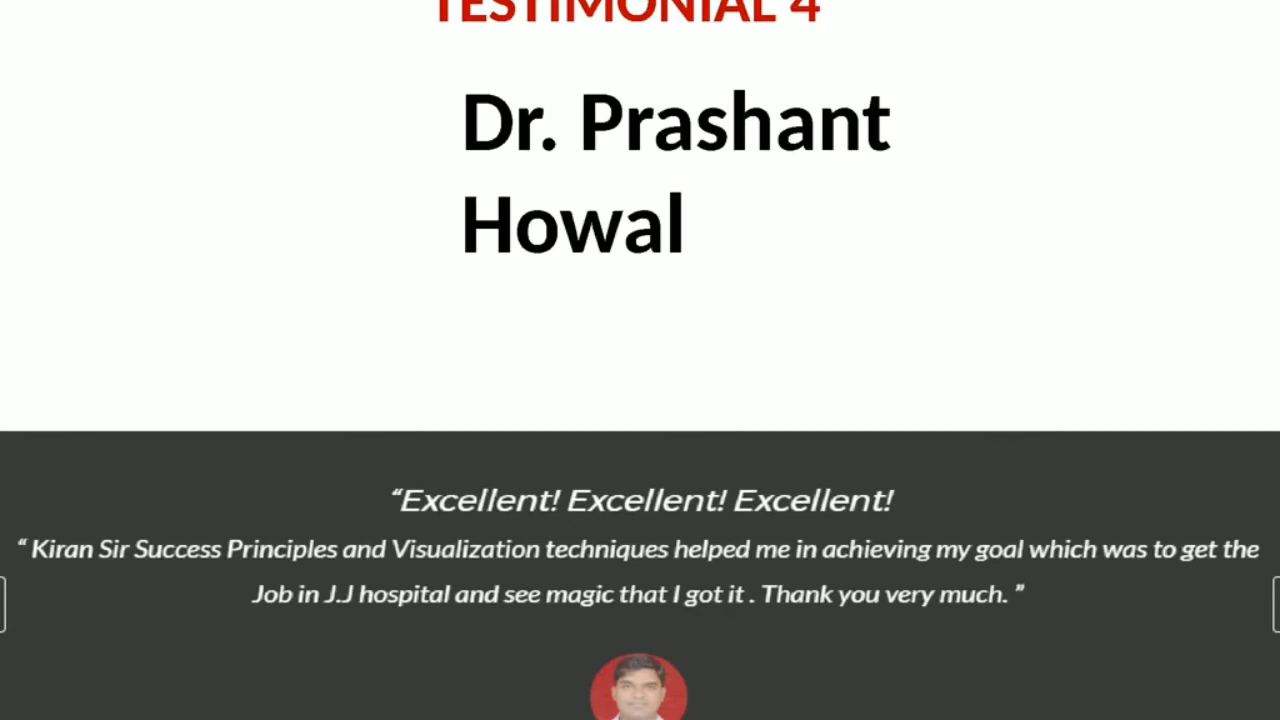 TESTIMONIAL 4
Dr. Prashant
Howal
“Excellent! Excellent! Excellent!
“ Kiran Sir Success Principles and Visualization techniques helped me in achieving my goal which was to get the
Job in J.J hospital and see magic that I got it . Thank you very much. ”